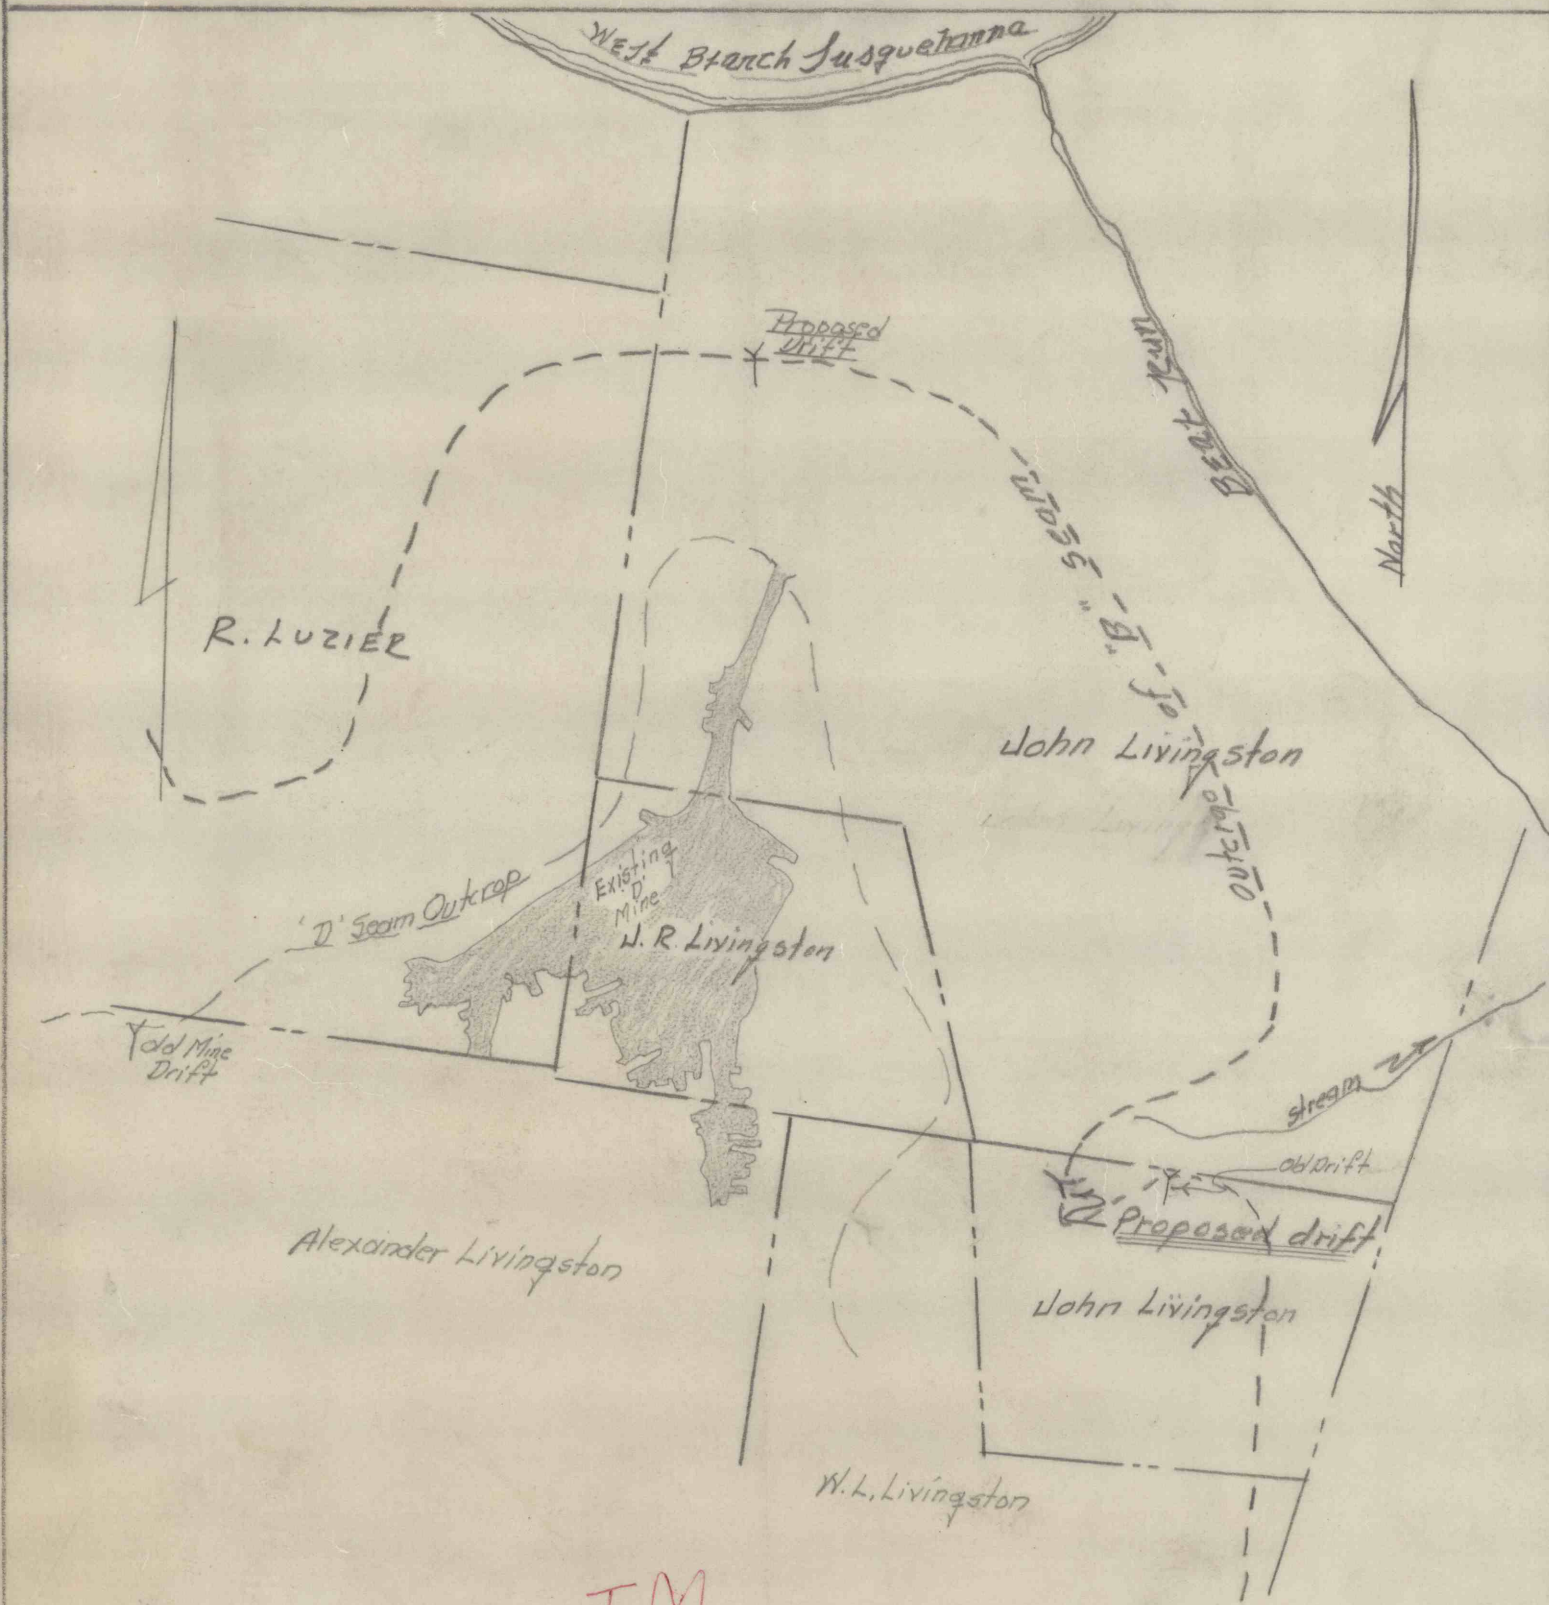 West Branch Susquehanna
Proposed
Drift
Bear Run
North
R. LUZIER
Outcrop of "B" Seam
John Livingston
Existing
'D'
Mine
J. R. Livingston
'D' Seam Outcrop
Old Mine
Drift
stream
Old Drift
Proposed drift
Alexander Livingston
John Livingston
W. L. Livingston
I M